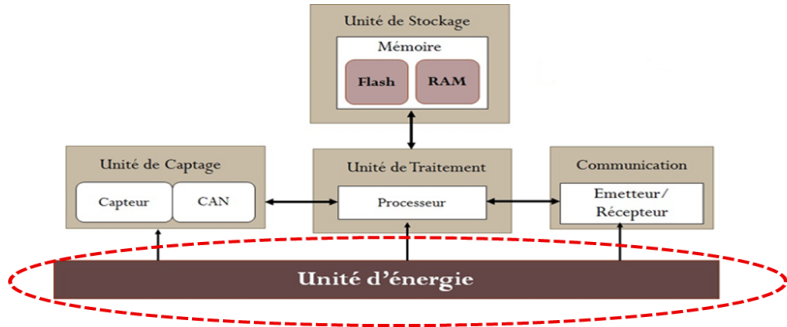 Unité de Stockage
Mémoire
Flash RAM
Unité de Captage
Capteur CAN
Unité de Traitement
Processeur
Communication
Emetteur/
Récepteur
Unité d'énergie